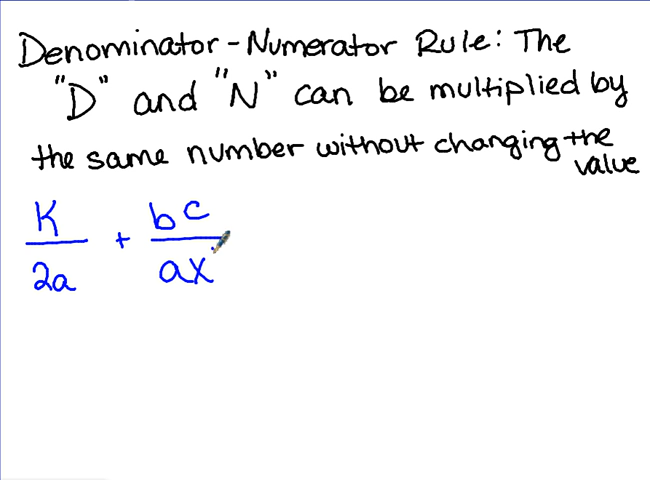 Denominator-Numerator Rule: The
"D" and "N" can be multiplied by
the same number without changing the
value
K/2a + bc/ax